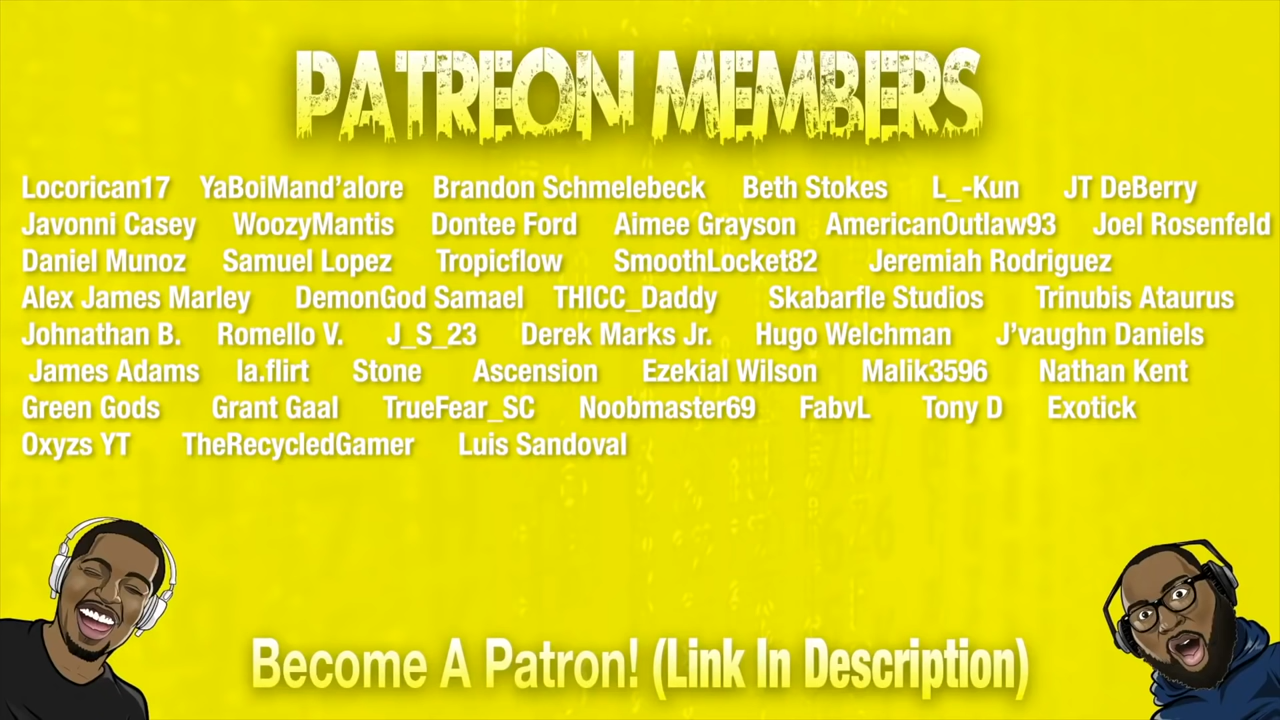 PATREON MEMBERS
Locorican17 YaBoiMand’alore Brandon Schmelebeck Beth Stokes L_-Kun JT DeBerry
Javonni Casey WoozyMantis Dontee Ford Aimee Grayson AmericanOutlaw93 Joel Rosenfeld
Daniel Munoz Samuel Lopez Tropicflow SmoothLocket82 Jeremiah Rodriguez
Alex James Marley DemonGod Samael THICC_Daddy Skabarfle Studios Trinubis Ataurus
Johnathan B. Romello V. J_S_23 Derek Marks Jr. Hugo Welchman J’vaughn Daniels
James Adams la.flirt Stone Ascension Ezekial Wilson Malik3596 Nathan Kent
Green Gods Grant Gaal TrueFear_SC Noobmaster69 FabvL Tony D Exotick
Oxyzs YT TheRecycledGamer Luis Sandoval
Become A Patron! (Link In Description)